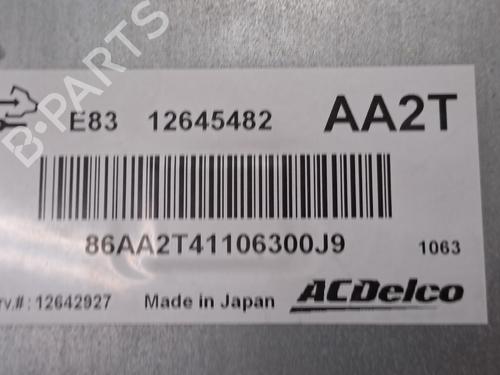 B-PARTS
E83 12645482 AA2T
86AA2T41106300J9 1063
rv.#: 12642927 Made in Japan ACDelco